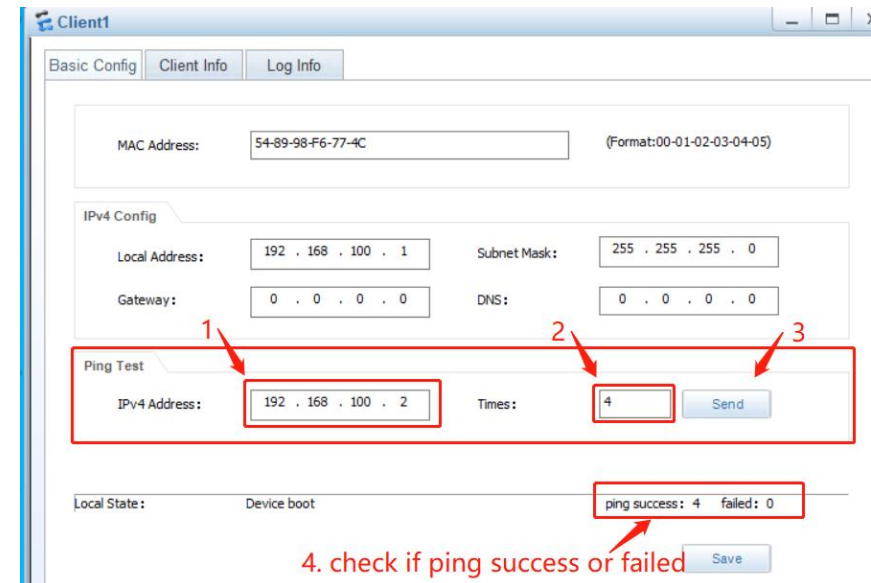 Client1
Basic Config Client Info Log Info
MAC Address: 54-89-98-F6-77-4C (Format:00-01-02-03-04-05)
IPv4 Config
Local Address: 192 . 168 . 100 . 1 Subnet Mask: 255 . 255 . 255 . 0
Gateway: 0 . 0 . 0 . 0 DNS: 0 . 0 . 0 . 0
1 2 3
Ping Test
IPv4 Address: 192 . 168 . 100 . 2 Times: 4 Send
Local State: Device boot ping success: 4 failed: 0
4. check if ping success or failed Save